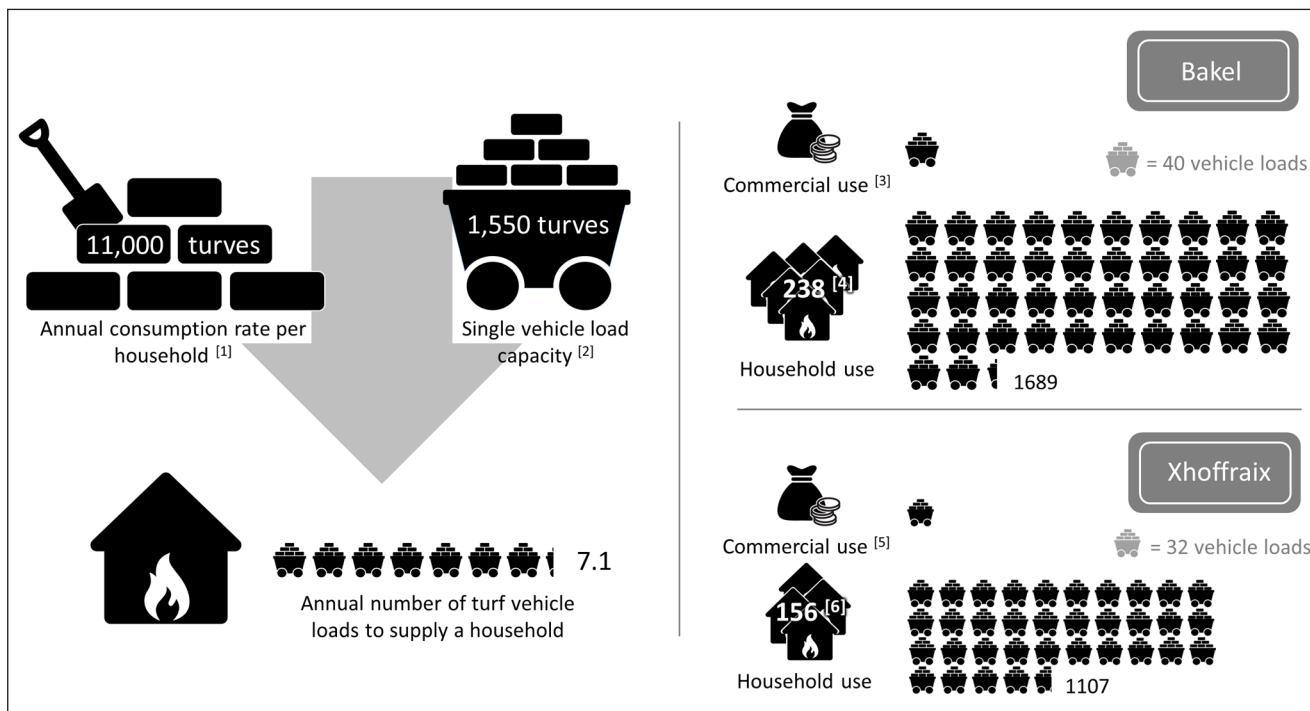 11,000 turves
Annual consumption rate per
household [1]
1,550 turves
Single vehicle load
capacity [2]
7.1
Annual number of turf vehicle
loads to supply a household
Bakel
Commercial use [3]
= 40 vehicle loads
238 [4]
Household use
1689
Xhoffraix
Commercial use [5]
= 32 vehicle loads
156 [6]
Household use
1107